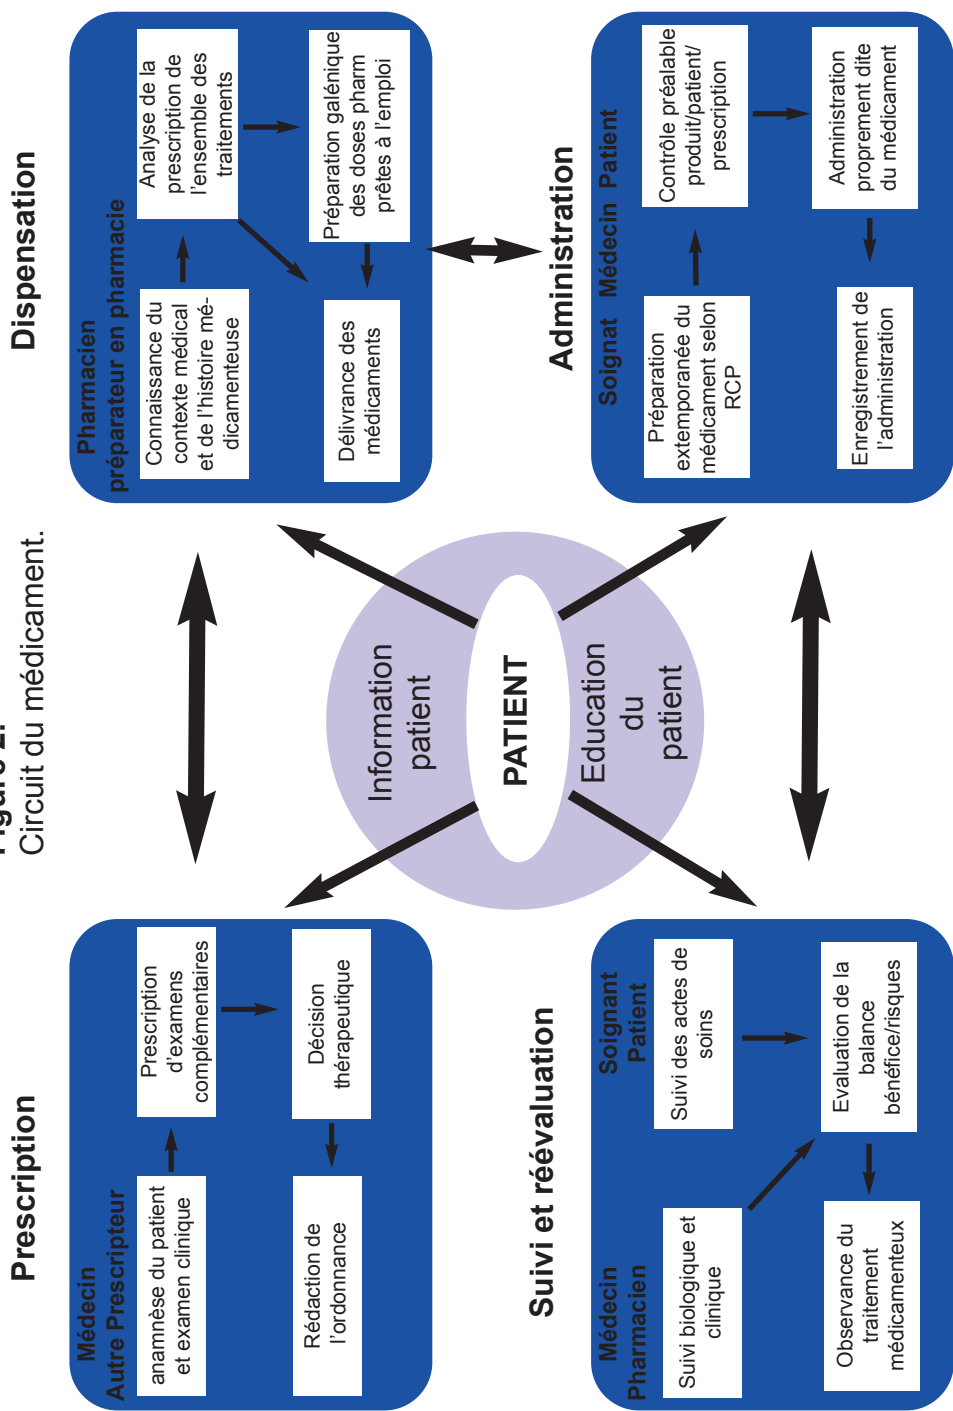 Figure 2.
Circuit du médicament.
Prescription
Médecin
Autre Prescripteur
anamnèse du patient
et examen clinique
Prescription
d'examens
complémentaires
Décision
thérapeutique
Rédaction de
l'ordonnance
Dispensation
Pharmacien
préparateur en pharmacie
Connaissance du
contexte médical
et de l'histoire mé-
dicamenteuse
Analyse de la
prescription de
l'ensemble des
traitements
Préparation galénique
des doses pharm
prêtes à l'emploi
Délivrance des
médicaments
Information
patient
PATIENT
Education
du
patient
Suivi et réévaluation
Médecin
Pharmacien
Soignant
Patient
Suivi biologique et
clinique
Suivi des actes de
soins
Evaluation de la
balance
bénéfice/risques
Observance du
traitement
médicamenteux
Administration
Soignat Médecin Patient
Préparation
extemporanée du
médicament selon
RCP
Contrôle préalable
produit/patient/
prescription
Administration
proprement dite
du médicament
Enregistrement de
l'administration